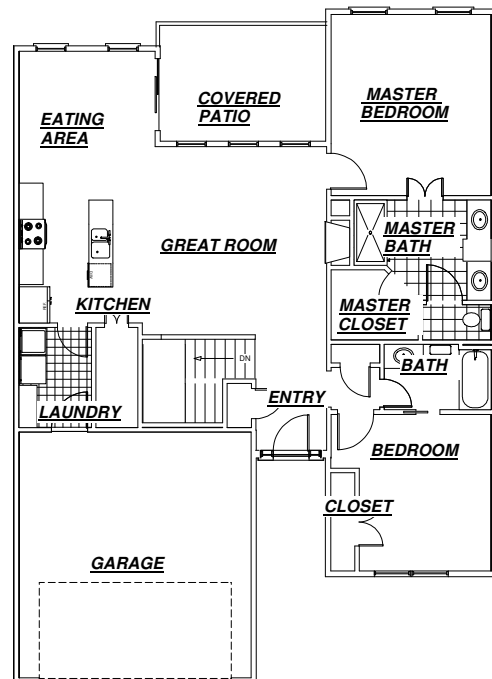 COVERED
PATIO
MASTER
BEDROOM
EATING
AREA
GREAT ROOM
MASTER
BATH
KITCHEN
MASTER
CLOSET
DN
BATH
LAUNDRY
ENTRY
BEDROOM
CLOSET
GARAGE